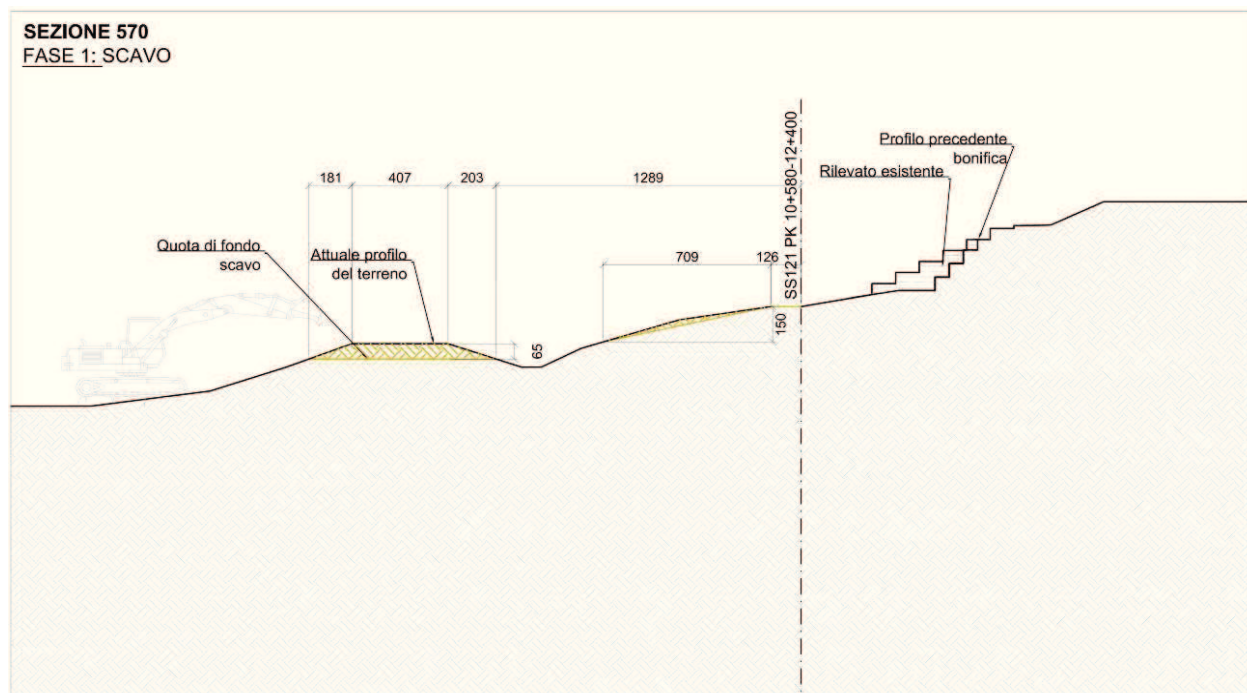 SEZIONE 570
FASE 1: SCAVO
SS121 PK 10+580-12+400
Profilo precedente
bonifica
Rilevato esistente
181
407
203
1289
Quota di fondo
scavo
Attuale profilo
del terreno
709
126
150
65